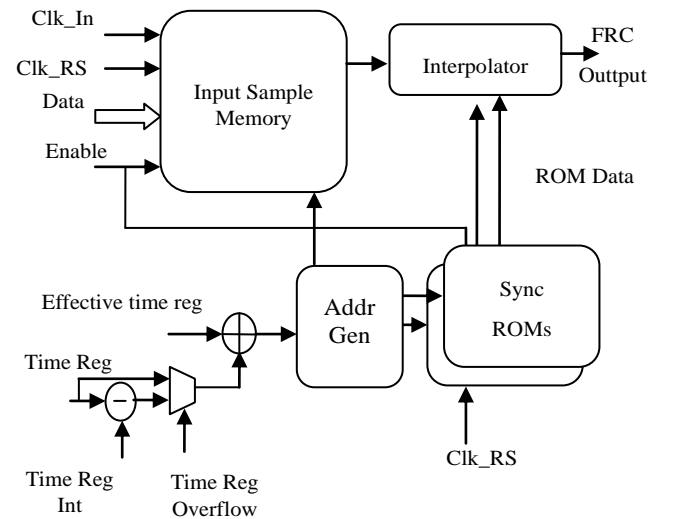 Clk_In
FRC
Outtput
Clk_RS
Interpolator
Input Sample
Memory
Data
Enable
ROM Data
Sync
ROMs
Effective time reg
Addr
Gen
Time Reg
Clk_RS
Time Reg
Int
Time Reg
Overflow